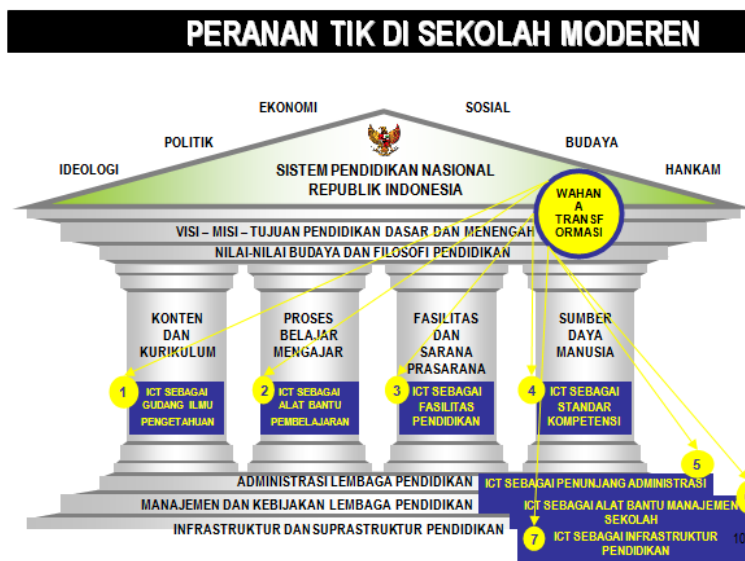 PERANAN TIK DI SEKOLAH MODEREN
EKONOMI
SOSIAL
POLITIK
BUDAYA
IDEOLOGI
HANKAM
SISTEM PENDIDIKAN NASIONAL
REPUBLIK INDONESIA
WAHAN
A
TRANSF
ORMASI
VISI – MISI – TUJUAN PENDIDIKAN DASAR DAN MENENGAH
NILAI-NILAI BUDAYA DAN FILOSOFI PENDIDIKAN
KONTEN
DAN
KURIKULUM
PROSES
BELAJAR
MENGAJAR
FASILITAS
DAN
SARANA
PRASARANA
SUMBER
DAYA
MANUSIA
1
ICT SEBAGAI
GUDANG ILMU
PENGETAHUAN
2
ICT SEBAGAI
ALAT BANTU
PEMBELAJARAN
3
ICT SEBAGAI
FASILITAS
PENDIDIKAN
4
ICT SEBAGAI
STANDAR
KOMPETENSI
5
ADMINISTRASI LEMBAGA PENDIDIKAN
ICT SEBAGAI PENUNJANG ADMINISTRASI
MANAJEMEN DAN KEBIJAKAN LEMBAGA PENDIDIKAN
ICT SEBAGAI ALAT BANTU MANAJEMEN
SEKOLAH
INFRASTRUKTUR DAN SUPRASTRUKTUR PENDIDIKAN
7
ICT SEBAGAI INFRASTRUKTUR
PENDIDIKAN